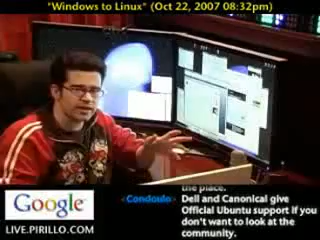 "Windows to Linux" (Oct 22, 2007 08:32pm)
Google
LIVE.PIRILLO.COM
the place.
<Condoulo> Dell and Canonical give
Official Ubuntu support if you
don't want to look at the
community.